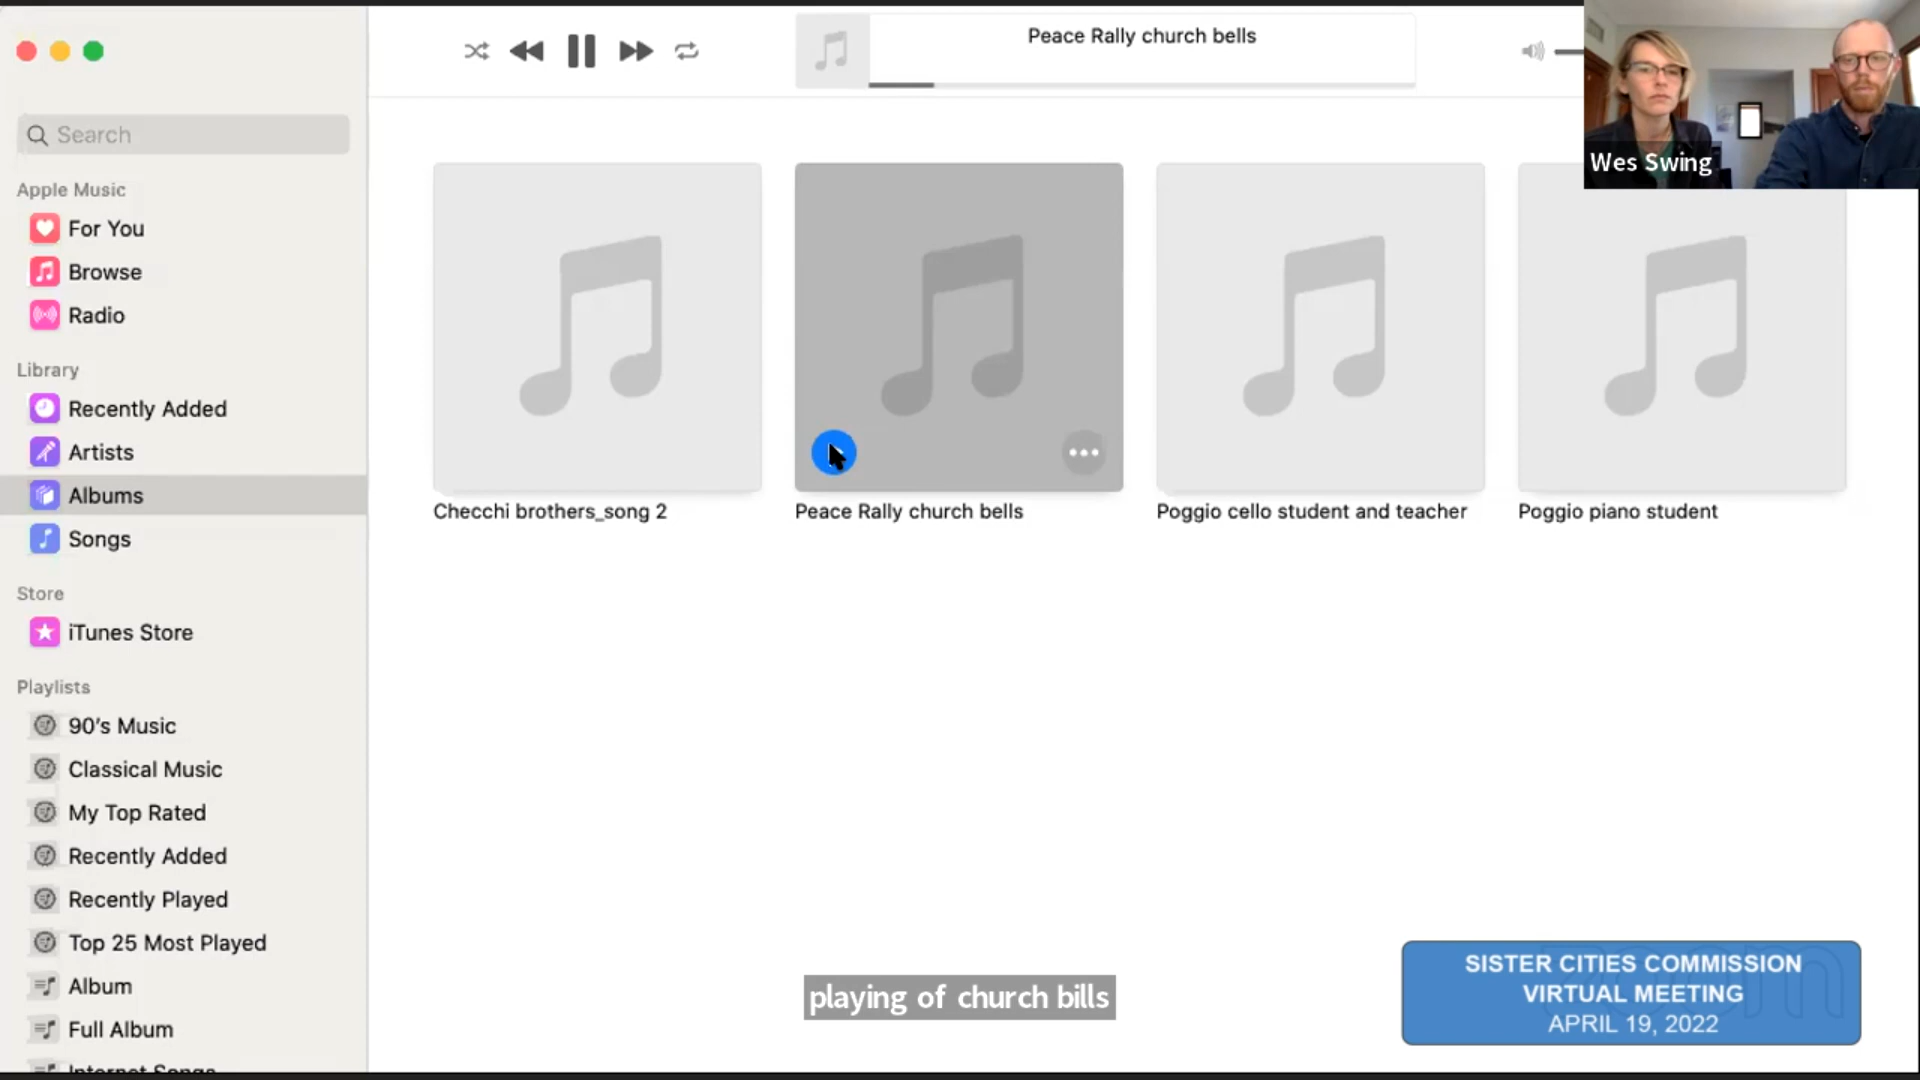 Peace Rally church bells
Search
Wes Swing
Apple Music
For You
Browse
Radio
Library
Recently Added
Artists
Albums
Songs
Checchi brothers_song 2
Peace Rally church bells
Poggio cello student and teacher
Poggio piano student
Store
iTunes Store
Playlists
90's Music
Classical Music
My Top Rated
Recently Added
Recently Played
Top 25 Most Played
Album
Full Album
Internet Songs
playing of church bills
SISTER CITIES COMMISSION
VIRTUAL MEETING
APRIL 19, 2022
zoom